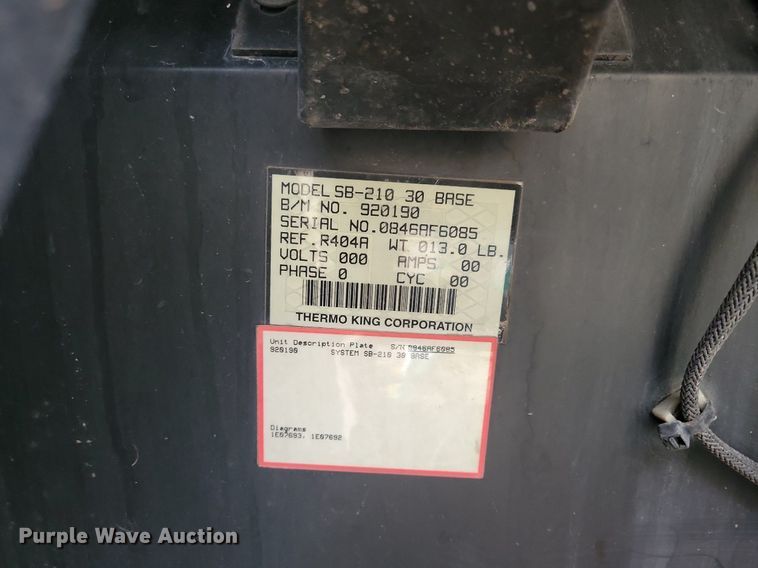 MODEL SB-210 30 BASE
B/M NO. 920190
SERIAL NO. 0846AF6085
REF. R404A WT 013.0 LB.
VOLTS 000 AMPS 00
PHASE 0 CYC 00
THERMO KING CORPORATION
Unit Description Plate S/N 0846AF6085
920190 SYSTEM SB-210 30 BASE
Diagrams
1E07693, 1E07692
Purple Wave Auction